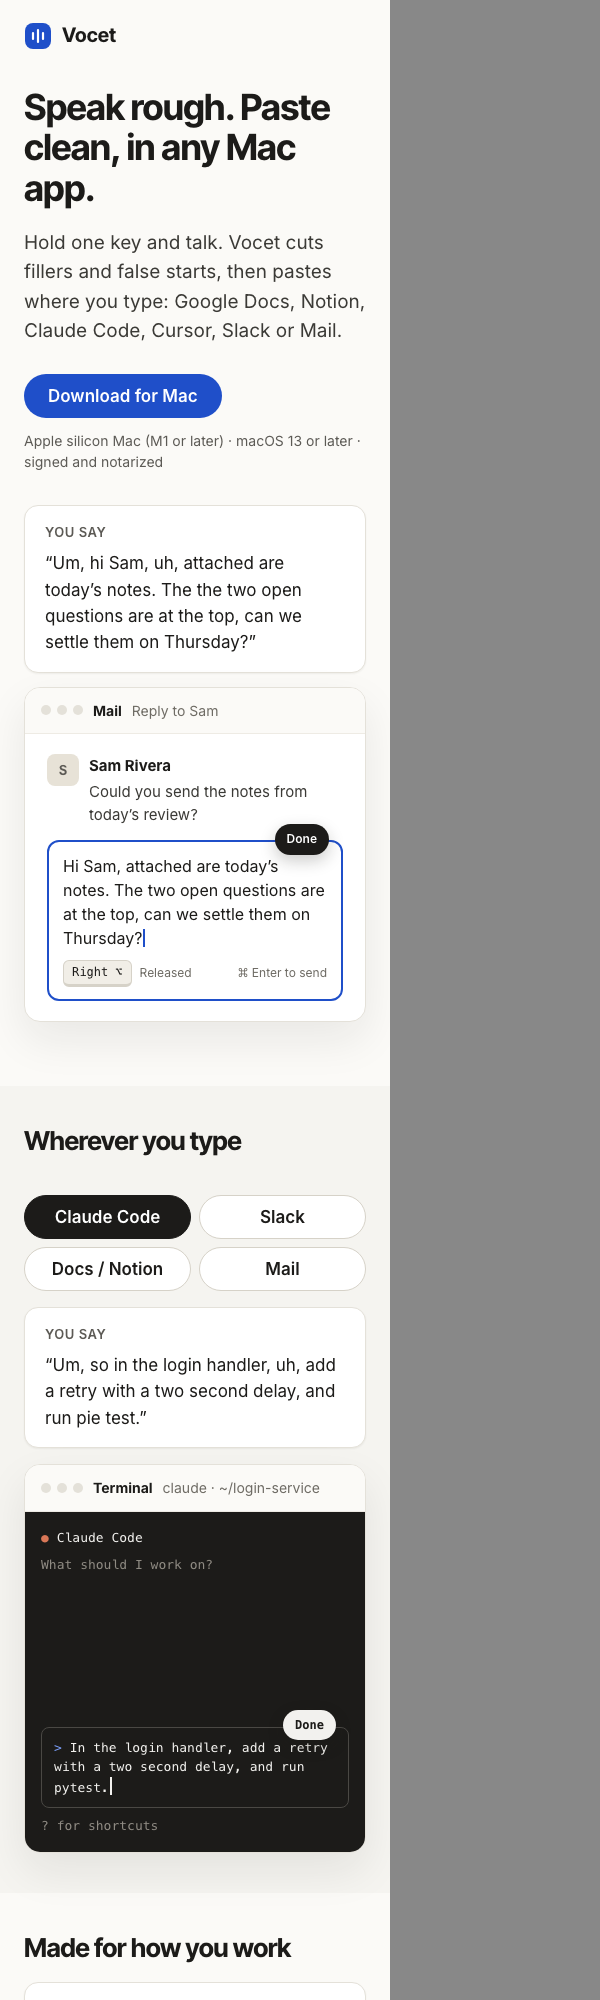 Vocet
Speak rough. Paste
clean, in any Mac
app.
Hold one key and talk. Vocet cuts
fillers and false starts, then pastes
where you type: Google Docs, Notion,
Claude Code, Cursor, Slack or Mail.
Download for Mac
Apple silicon Mac (M1 or later) · macOS 13 or later ·
signed and notarized
YOU SAY
“Um, hi Sam, uh, attached are
today’s notes. The the two open
questions are at the top, can we
settle them on Thursday?”
Mail Reply to Sam
S
Sam Rivera
Could you send the notes from
today’s review?
Done
Hi Sam, attached are today’s
notes. The two open questions are
at the top, can we settle them on
Thursday?
Right ⌥ Released ⌘ Enter to send
Wherever you type
Claude Code Slack
Docs / Notion Mail
YOU SAY
“Um, so in the login handler, uh, add
a retry with a two second delay, and
run pie test.”
Terminal claude · ~/login-service
● Claude Code
What should I work on?
Done
> In the login handler, add a retry
with a two second delay, and run
pytest.
? for shortcuts
Made for how you work